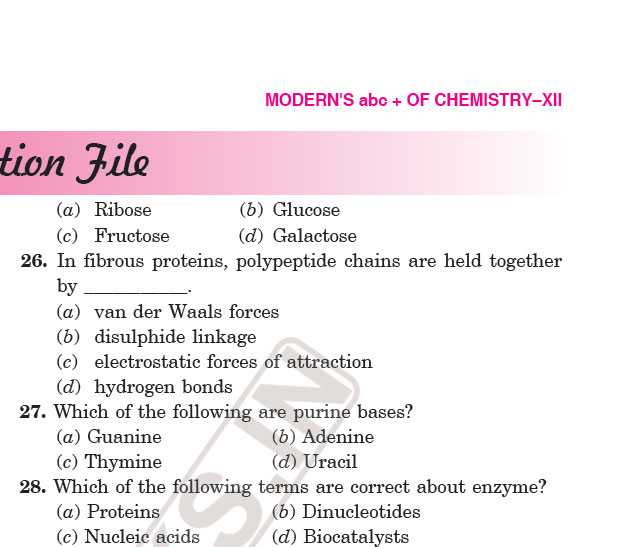 MODERN'S abc + OF CHEMISTRY–XII
tion File
(a) Ribose (b) Glucose
(c) Fructose (d) Galactose
26. In fibrous proteins, polypeptide chains are held together
by ___________.
(a) van der Waals forces
(b) disulphide linkage
(c) electrostatic forces of attraction
(d) hydrogen bonds
27. Which of the following are purine bases?
(a) Guanine (b) Adenine
(c) Thymine (d) Uracil
28. Which of the following terms are correct about enzyme?
(a) Proteins (b) Dinucleotides
(c) Nucleic acids (d) Biocatalysts
S.IN